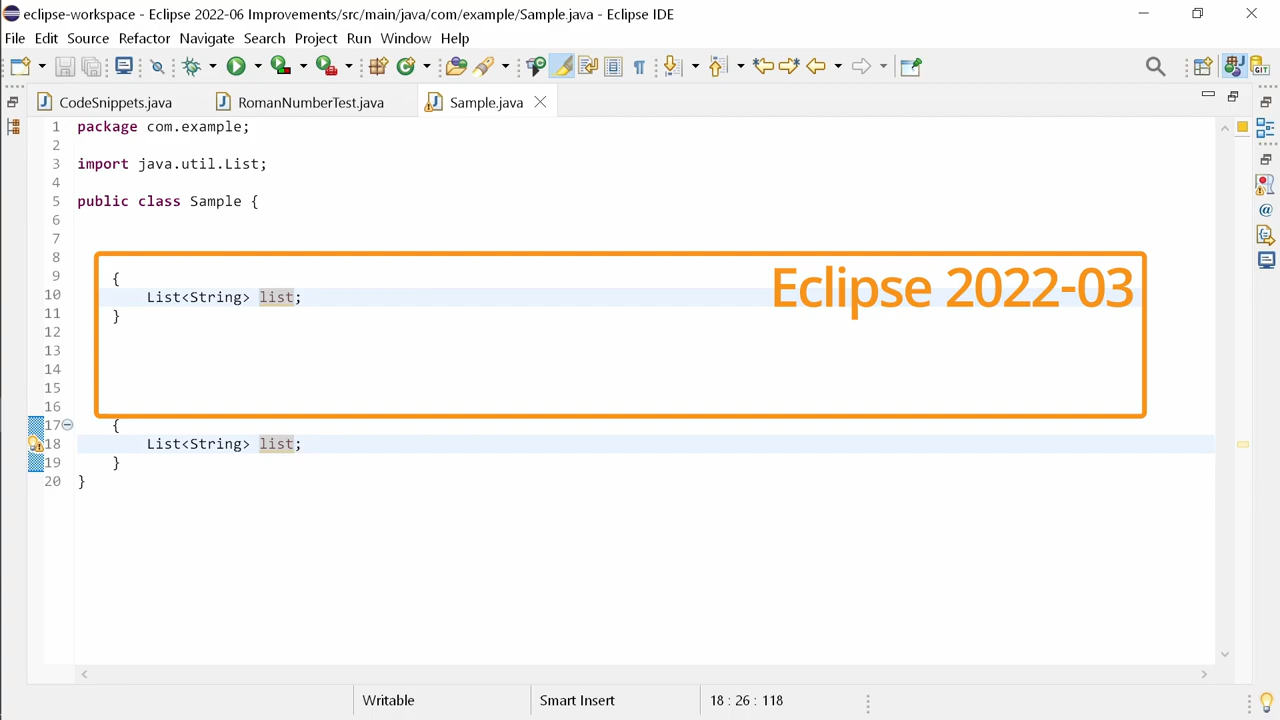 eclipse-workspace - Eclipse 2022-06 Improvements/src/main/java/com/example/Sample.java - Eclipse IDE
File Edit Source Refactor Navigate Search Project Run Window Help
CodeSnippets.java RomanNumberTest.java Sample.java
1 package com.example;
2
3 import java.util.List;
4
5 public class Sample {
6
7
8
9 {
Eclipse 2022-03
10 List<String> list;
11 }
12
13
14
15
16
17 {
18 List<String> list;
19 }
20 }
Writable Smart Insert 18 : 26 : 118